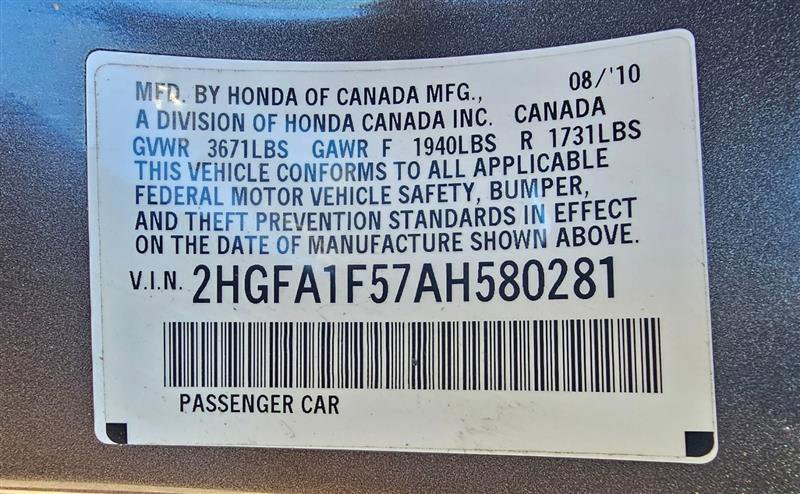 MFD. BY HONDA OF CANADA MFG., 08/'10
A DIVISION OF HONDA CANADA INC. CANADA
GVWR 3671LBS GAWR F 1940LBS R 1731LBS
THIS VEHICLE CONFORMS TO ALL APPLICABLE
FEDERAL MOTOR VEHICLE SAFETY, BUMPER,
AND THEFT PREVENTION STANDARDS IN EFFECT
ON THE DATE OF MANUFACTURE SHOWN ABOVE.
V.I.N. 2HGFA1F57AH580281
PASSENGER CAR